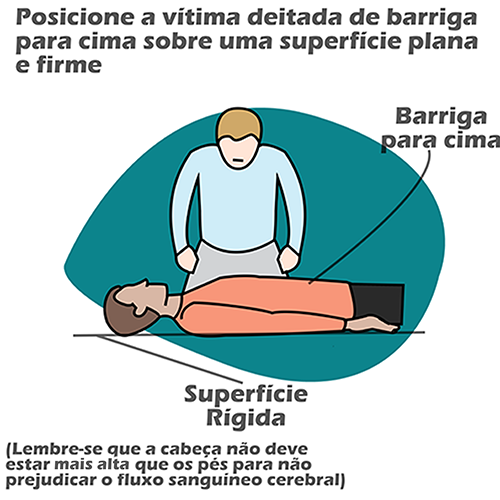 Posicione a vítima deitada de barriga
para cima sobre uma superfície plana
e firme
Barriga
para cima
Superfície
Rígida
(Lembre-se que a cabeça não deve
estar mais alta que os pés para não
prejudicar o fluxo sanguíneo cerebral)